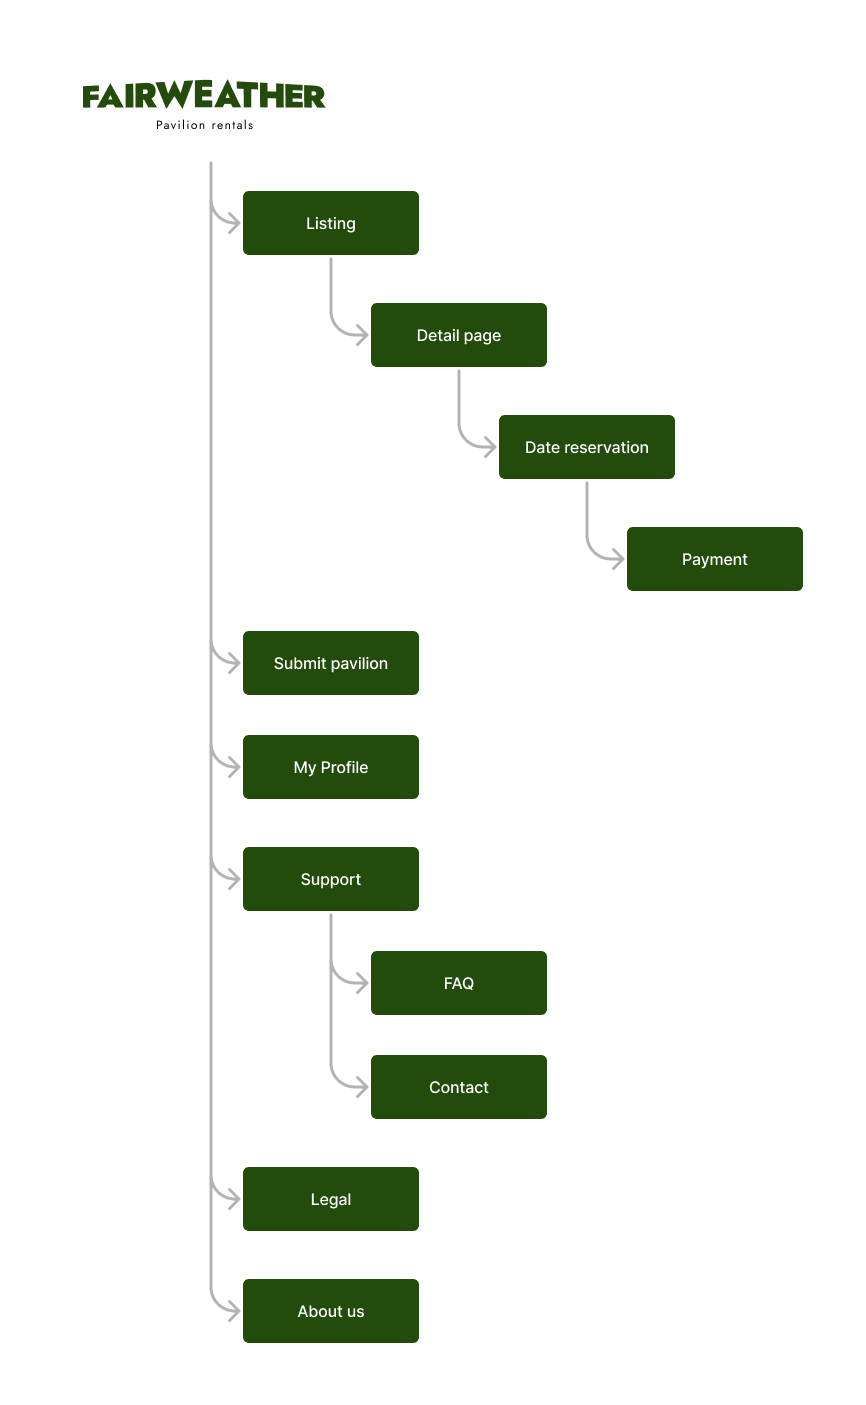 FAIRWEATHER
Pavilion rentals
Listing
Detail page
Date reservation
Payment
Submit pavilion
My Profile
Support
FAQ
Contact
Legal
About us